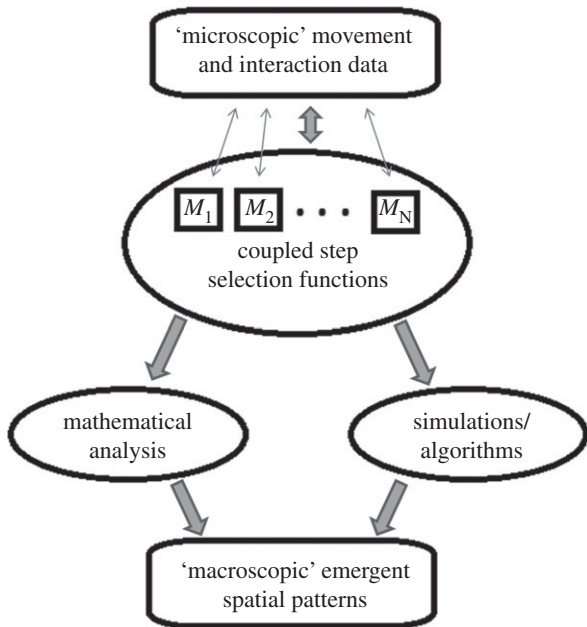 ‘microscopic’ movement
and interaction data
M1 M2 • • • MN
coupled step
selection functions
mathematical
analysis
simulations/
algorithms
‘macroscopic’ emergent
spatial patterns